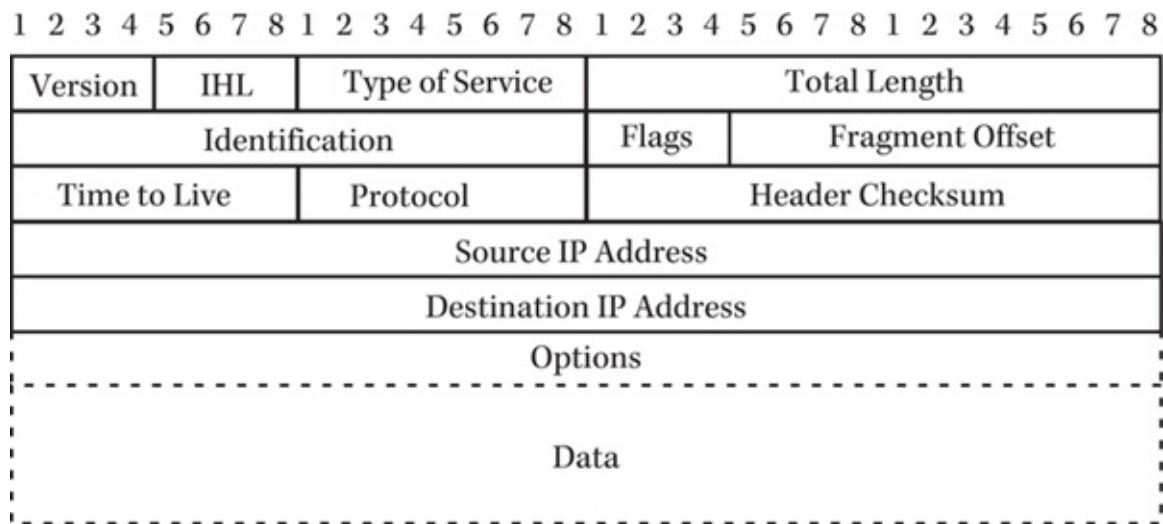 1 2 3 4 5 6 7 8 1 2 3 4 5 6 7 8 1 2 3 4 5 6 7 8 1 2 3 4 5 6 7 8
Version IHL Type of Service Total Length
Identification Flags Fragment Offset
Time to Live Protocol Header Checksum
Source IP Address
Destination IP Address
Options
Data